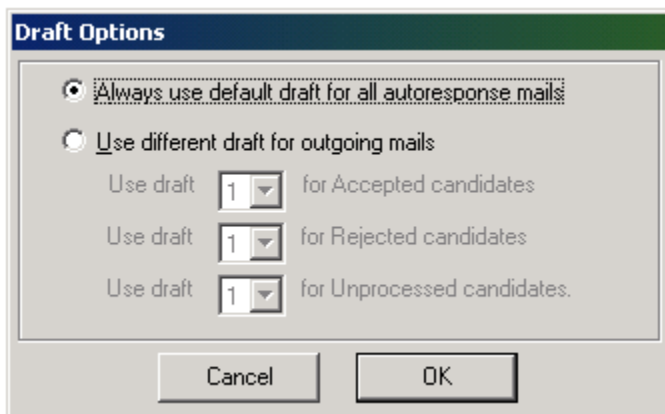 Draft Options
Always use default draft for all autoresponse mails
Use different draft for outgoing mails
Use draft 1 for Accepted candidates
Use draft 1 for Rejected candidates
Use draft 1 for Unprocessed candidates.
Cancel OK